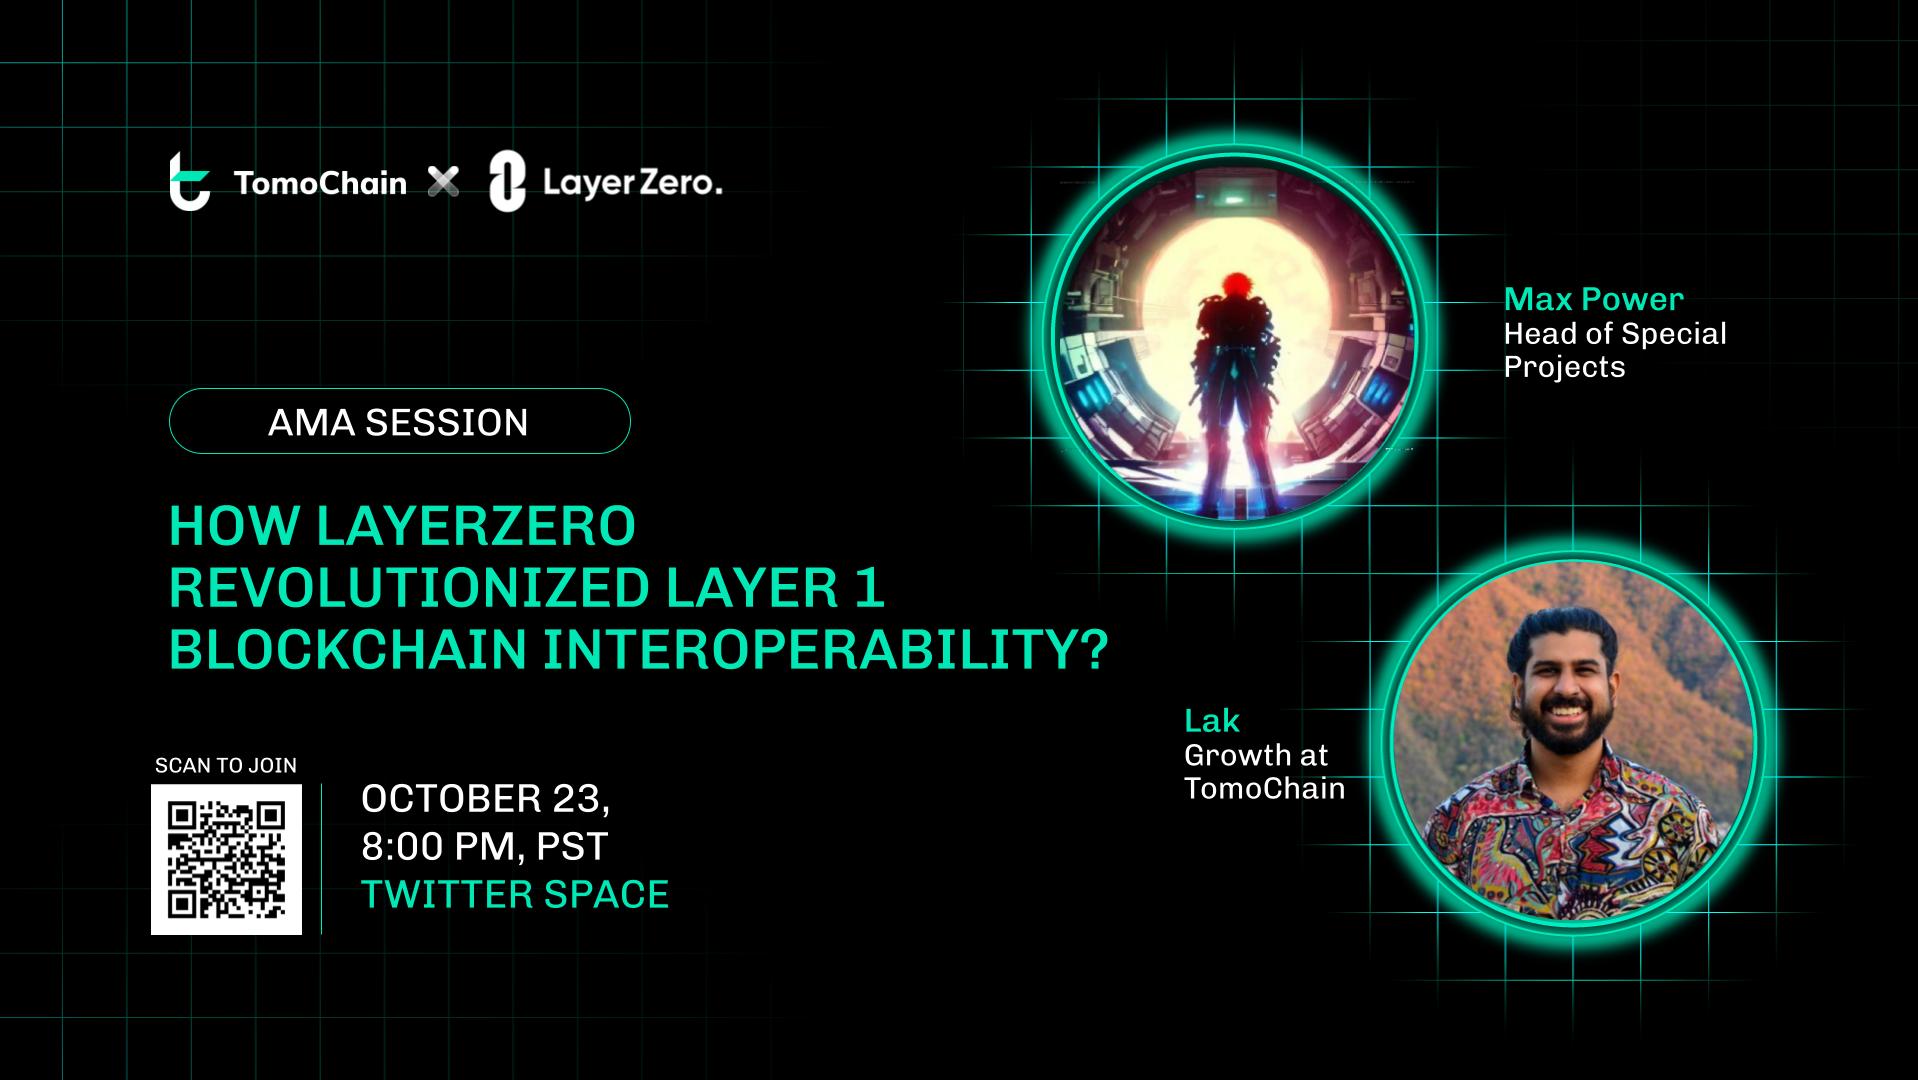 TomoChain
LayerZero.
AMA SESSION
HOW LAYERZERO
REVOLUTIONIZED LAYER 1
BLOCKCHAIN INTEROPERABILITY?
SCAN TO JOIN
OCTOBER 23,
8:00 PM, PST
TWITTER SPACE
Max Power
Head of Special
Projects
Lak
Growth at
TomoChain